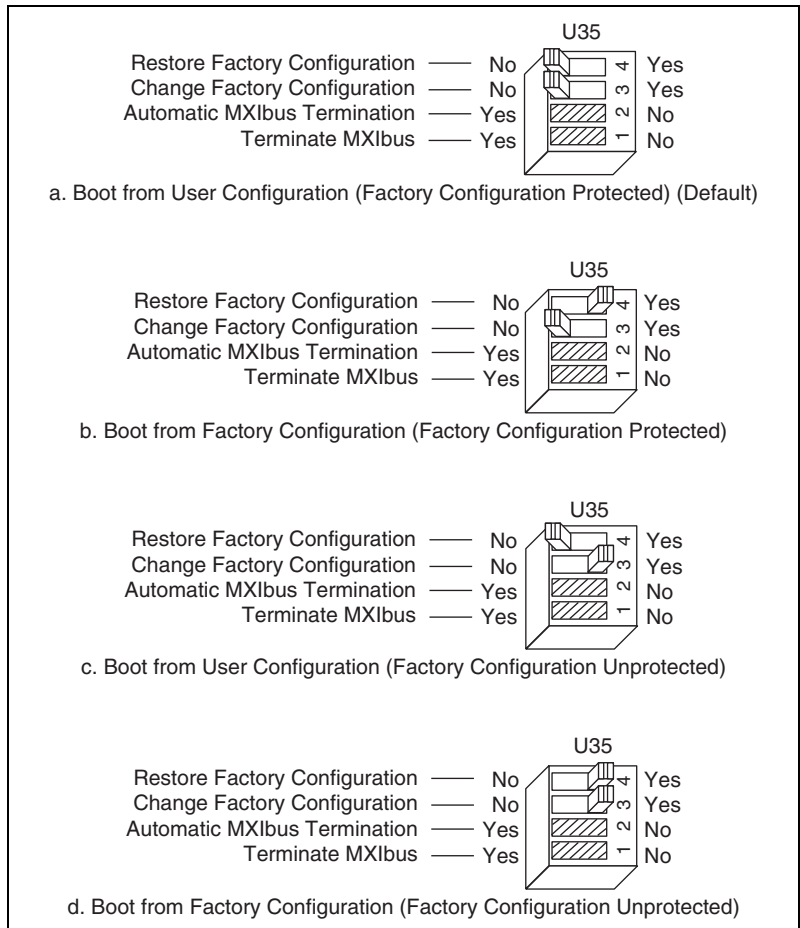 U35
Restore Factory Configuration No 4 Yes
Change Factory Configuration No 3 Yes
Automatic MXIbus Termination Yes 2 No
Terminate MXIbus Yes 1 No
a. Boot from User Configuration (Factory Configuration Protected) (Default)
U35
Restore Factory Configuration No 4 Yes
Change Factory Configuration No 3 Yes
Automatic MXIbus Termination Yes 2 No
Terminate MXIbus Yes 1 No
b. Boot from Factory Configuration (Factory Configuration Protected)
U35
Restore Factory Configuration No 4 Yes
Change Factory Configuration No 3 Yes
Automatic MXIbus Termination Yes 2 No
Terminate MXIbus Yes 1 No
c. Boot from User Configuration (Factory Configuration Unprotected)
U35
Restore Factory Configuration No 4 Yes
Change Factory Configuration No 3 Yes
Automatic MXIbus Termination Yes 2 No
Terminate MXIbus Yes 1 No
d. Boot from Factory Configuration (Factory Configuration Unprotected)